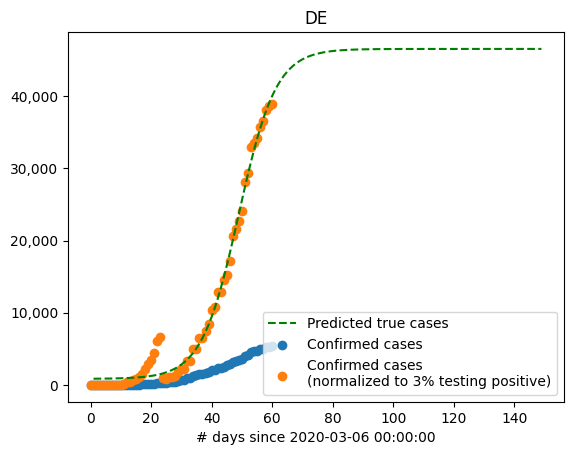 DE
40,000
30,000
20,000
10,000
0
Predicted true cases
Confirmed cases
Confirmed cases
(normalized to 3% testing positive)
0 20 40 60 80 100 120 140
# days since 2020-03-06 00:00:00